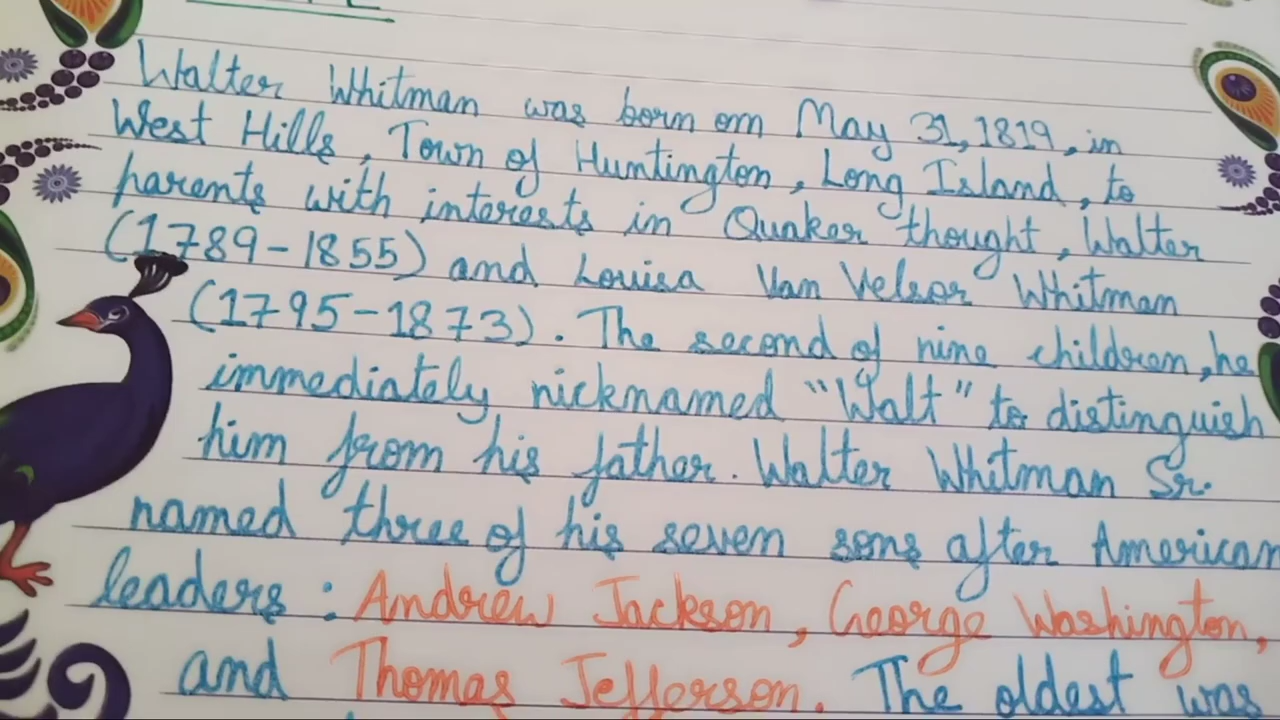 Walter Whitman was born on May 31, 1819, in
West Hills, Town of Huntington, Long Island, to
parents with interests in Quaker thought, Walter
(1789-1855) and Louisa Van Velsor Whitman
(1795-1873). The second of nine children, he
immediately nicknamed "Walt" to distinguish
him from his father. Walter Whitman Sr.
named three of his seven sons after American
leaders: Andrew Jackson, George Washington,
and Thomas Jefferson. The oldest was